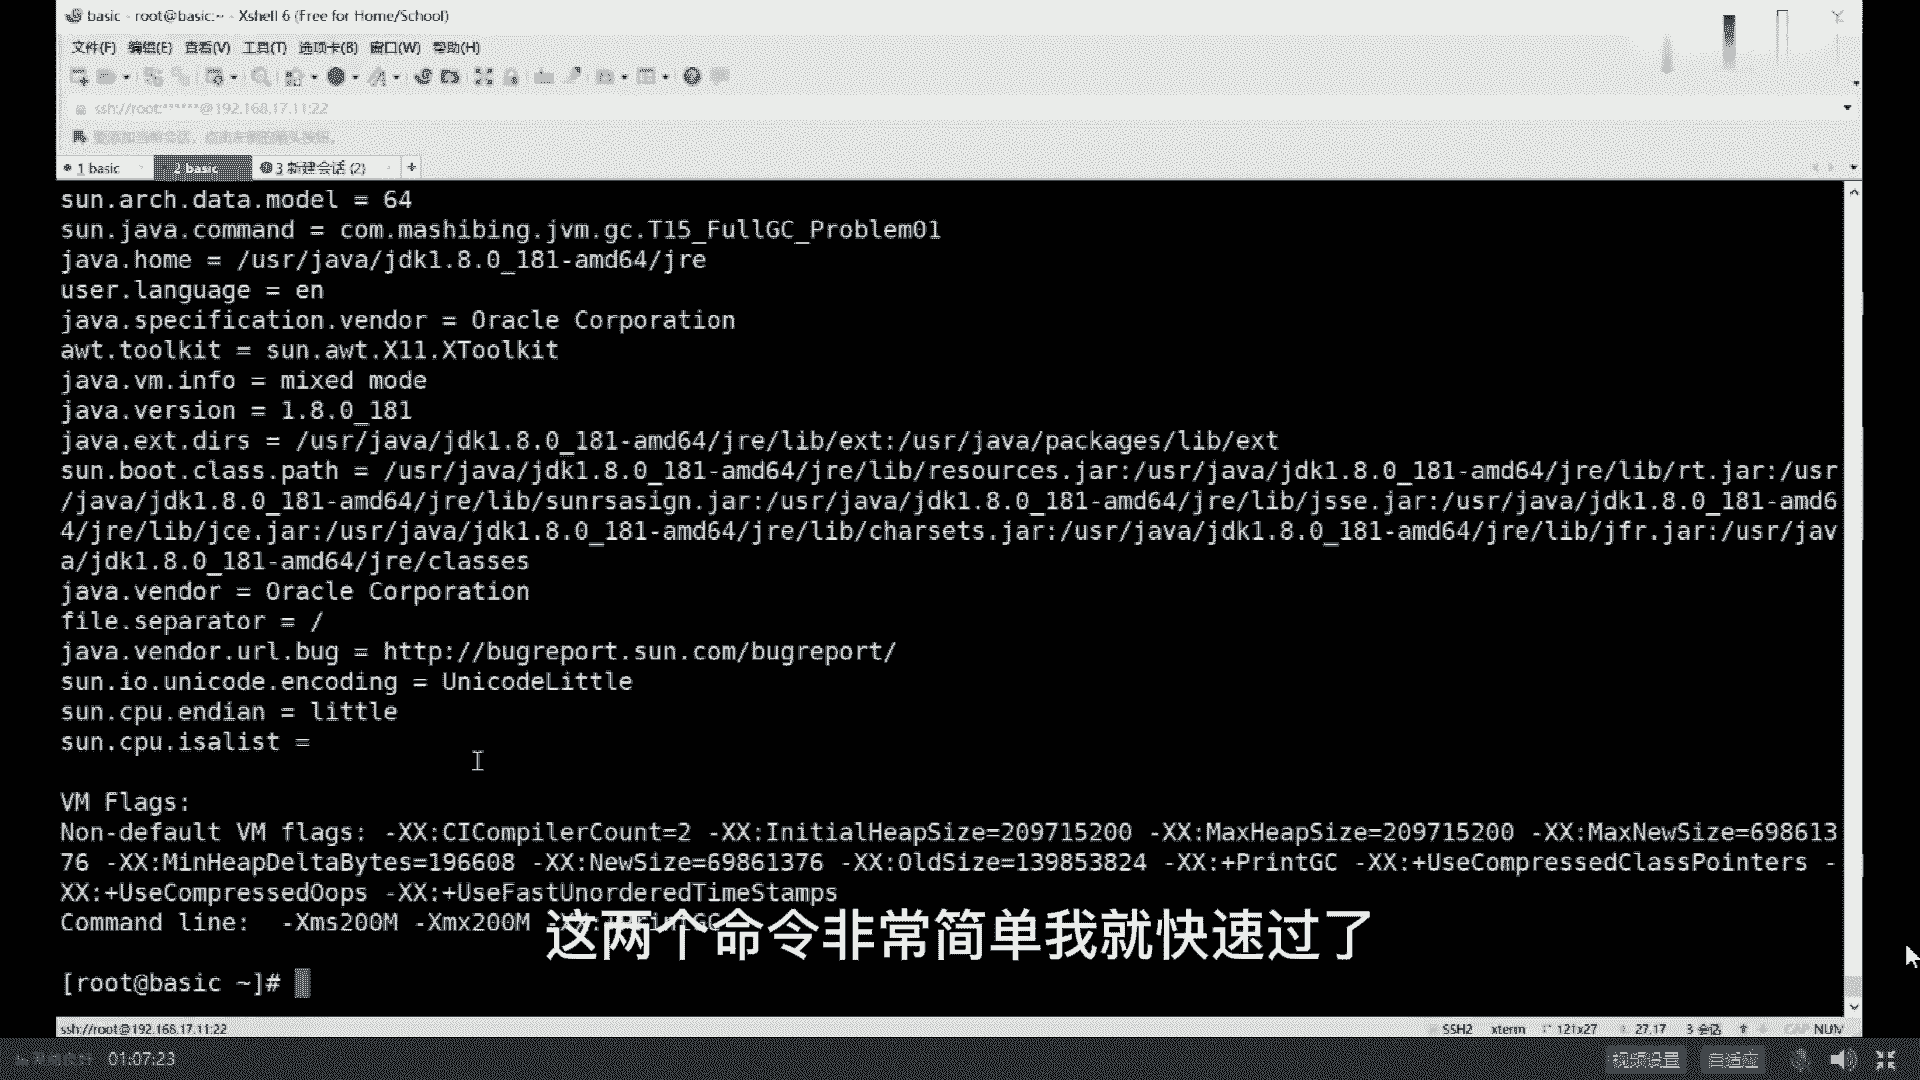 basic - root@basic:~ - Xshell 6 (Free for Home/School)
文件(F) 编辑(E) 查看(V) 工具(T) 选项卡(B) 窗口(W) 帮助(H)
ssh://root:******@192.168.17.11:22
1 basic 2 basic 3 新建会话 (2) +
sun.arch.data.model = 64
sun.java.command = com.mashibing.jvm.gc.T15_FullGC_Problem01
java.home = /usr/java/jdk1.8.0_181-amd64/jre
user.language = en
java.specification.vendor = Oracle Corporation
awt.toolkit = sun.awt.X11.XToolkit
java.vm.info = mixed mode
java.version = 1.8.0_181
java.ext.dirs = /usr/java/jdk1.8.0_181-amd64/jre/lib/ext:/usr/java/packages/lib/ext
sun.boot.class.path = /usr/java/jdk1.8.0_181-amd64/jre/lib/resources.jar:/usr/java/jdk1.8.0_181-amd64/jre/lib/rt.jar:/usr
/java/jdk1.8.0_181-amd64/jre/lib/sunrsasign.jar:/usr/java/jdk1.8.0_181-amd64/jre/lib/jsse.jar:/usr/java/jdk1.8.0_181-amd6
4/jre/lib/jce.jar:/usr/java/jdk1.8.0_181-amd64/jre/lib/charsets.jar:/usr/java/jdk1.8.0_181-amd64/jre/lib/jfr.jar:/usr/jav
a/jdk1.8.0_181-amd64/jre/classes
java.vendor = Oracle Corporation
file.separator = /
java.vendor.url.bug = http://bugreport.sun.com/bugreport/
sun.io.unicode.encoding = UnicodeLittle
sun.cpu.endian = little
sun.cpu.isalist =
VM Flags:
Non-default VM flags: -XX:CICompilerCount=2 -XX:InitialHeapSize=209715200 -XX:MaxHeapSize=209715200 -XX:MaxNewSize=698613
76 -XX:MinHeapDeltaBytes=196608 -XX:NewSize=69861376 -XX:OldSize=139853824 -XX:+PrintGC -XX:+UseCompressedClassPointers -
XX:+UseCompressedOops -XX:+UseFastUnorderedTimeStamps
Command line:  -Xms200M -Xmx200M
这两个命令非常简单我就快速过了
[root@basic ~]#
ssh://root@192.168.17.11:22 SSH2 xterm 121x27 27,17 3 会话 CAP NUM
01:07:23 视频设置 自适应